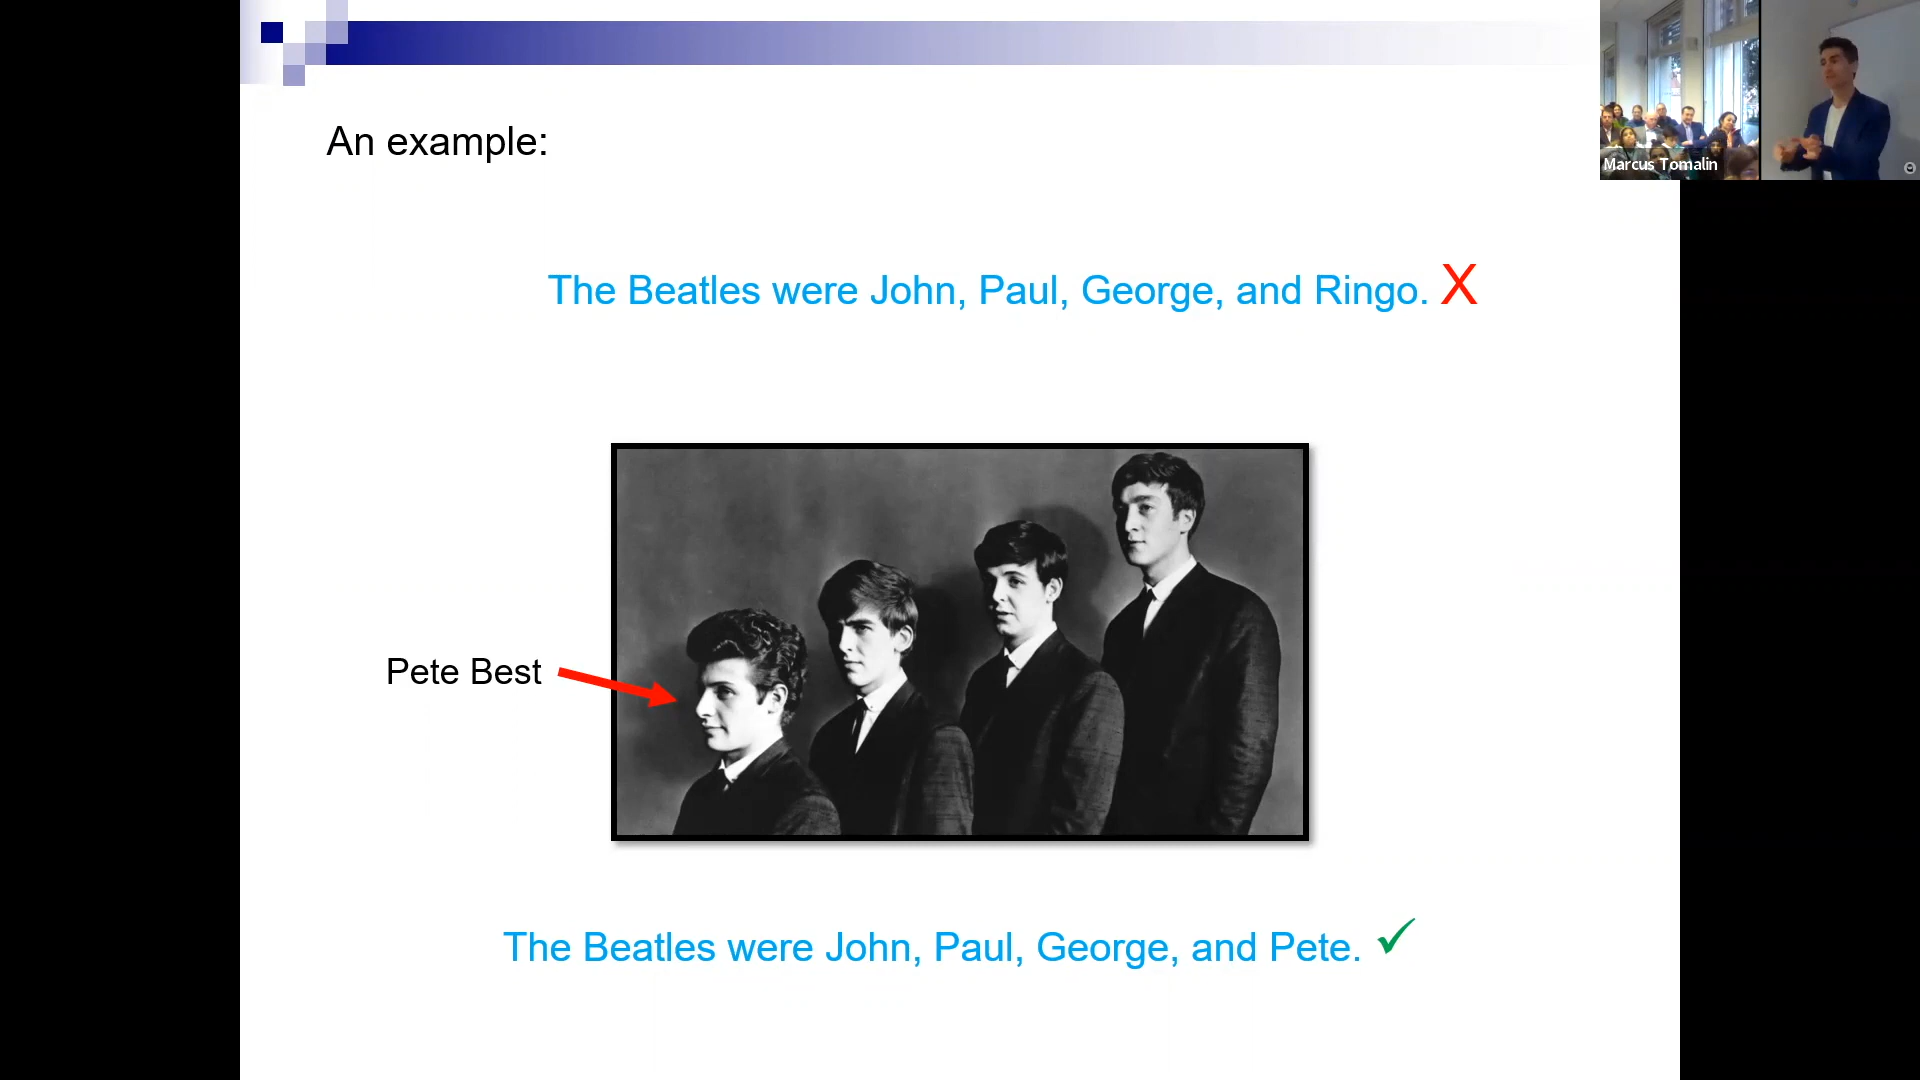 An example:
Marcus Tomalin
The Beatles were John, Paul, George, and Ringo. X
Pete Best
The Beatles were John, Paul, George, and Pete. ✓